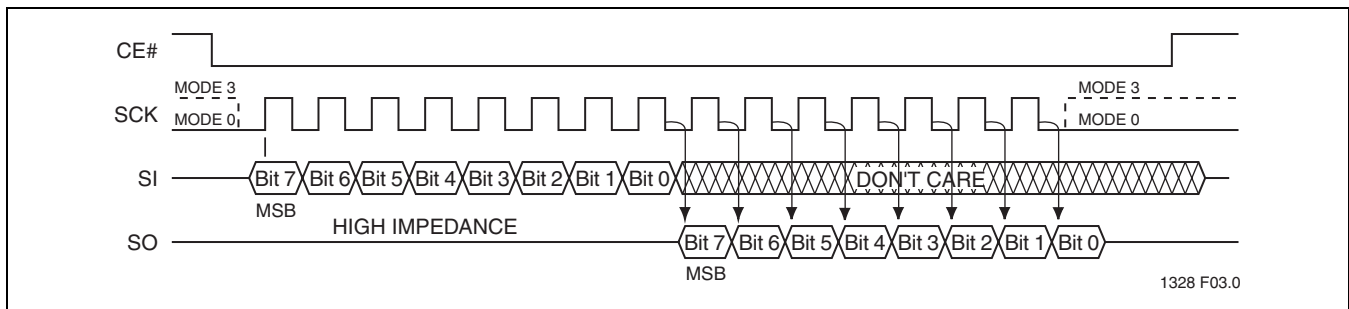 CE#
MODE 3 MODE 3
SCK MODE 0 MODE 0
SI Bit 7 Bit 6 Bit 5 Bit 4 Bit 3 Bit 2 Bit 1 Bit 0 DON'T CARE
MSB
HIGH IMPEDANCE
SO Bit 7 Bit 6 Bit 5 Bit 4 Bit 3 Bit 2 Bit 1 Bit 0
MSB
1328 F03.0